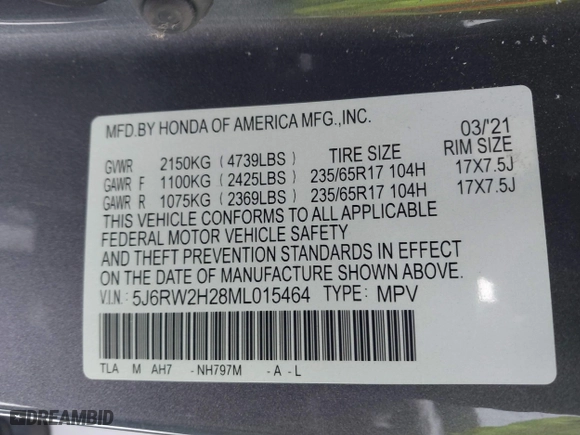 MFD.BY HONDA OF AMERICA MFG.,INC.
03/'21
GVWR 2150KG (4739LBS) TIRE SIZE RIM SIZE
GAWR F 1100KG (2425LBS) 235/65R17 104H 17X7.5J
GAWR R 1075KG (2369LBS) 235/65R17 104H 17X7.5J
THIS VEHICLE CONFORMS TO ALL APPLICABLE
FEDERAL MOTOR VEHICLE SAFETY
AND THEFT PREVENTION STANDARDS IN EFFECT
ON THE DATE OF MANUFACTURE SHOWN ABOVE.
V.I.N.: 5J6RW2H28ML015464 TYPE: MPV
TLA M AH7 -NH797M -A-L
DREAMBID